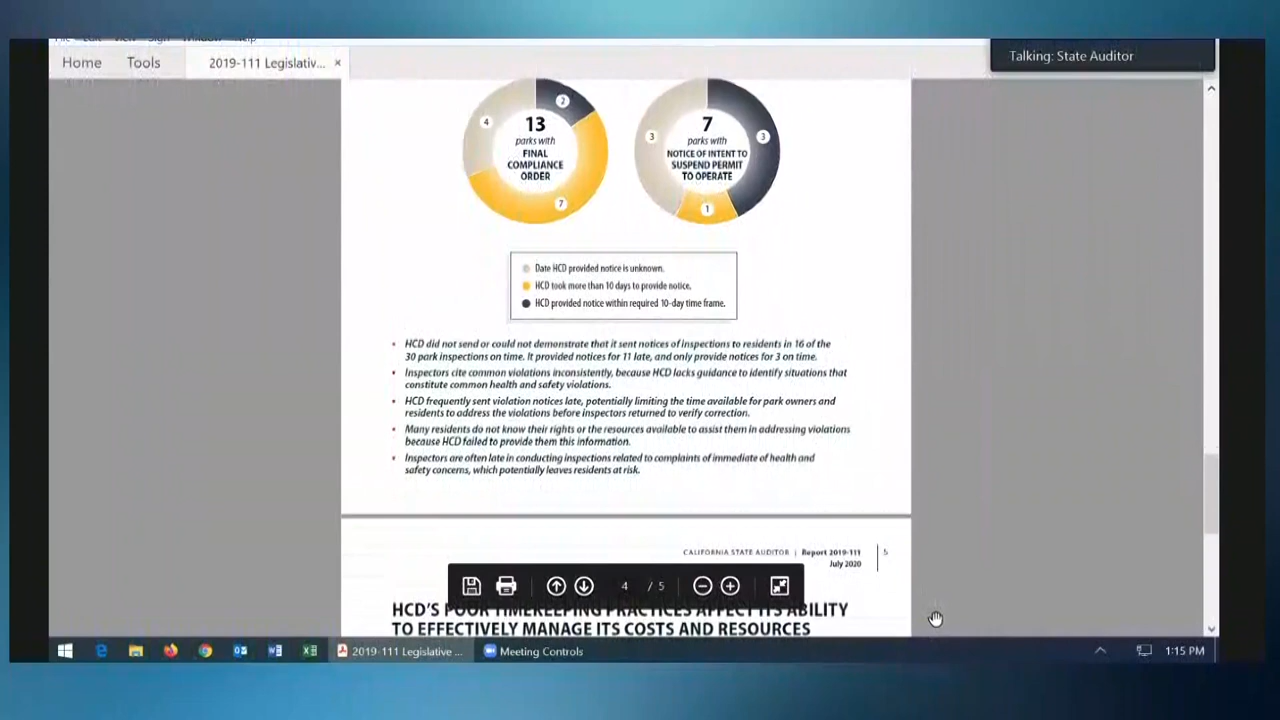 File Edit View Sign Window Help
Home Tools 2019-111 Legislativ... ×
Talking: State Auditor
4
2
13
parks with
FINAL
COMPLIANCE
ORDER
7
3
3
7
parks with
NOTICE OF INTENT TO
SUSPEND PERMIT
TO OPERATE
1
Date HCD provided notice is unknown.
HCD took more than 10 days to provide notice.
HCD provided notice within required 10-day time frame.
• HCD did not send or could not demonstrate that it sent notices of inspections to residents in 16 of the
30 park inspections on time. It provided notices for 11 late, and only provide notices for 3 on time.
• Inspectors cite common violations inconsistently, because HCD lacks guidance to identify situations that
constitute common health and safety violations.
• HCD frequently sent violation notices late, potentially limiting the time available for park owners and
residents to address the violations before inspectors returned to verify correction.
• Many residents do not know their rights or the resources available to assist them in addressing violations
because HCD failed to provide them this information.
• Inspectors are often late in conducting inspections related to complaints of immediate of health and
safety concerns, which potentially leaves residents at risk.
CALIFORNIA STATE AUDITOR | Report 2019-111
July 2020
5
4 / 5
HCD'S POOR TIMEKEEPING PRACTICES AFFECT ITS ABILITY
TO EFFECTIVELY MANAGE ITS COSTS AND RESOURCES
2019-111 Legislative ... Meeting Controls 1:15 PM